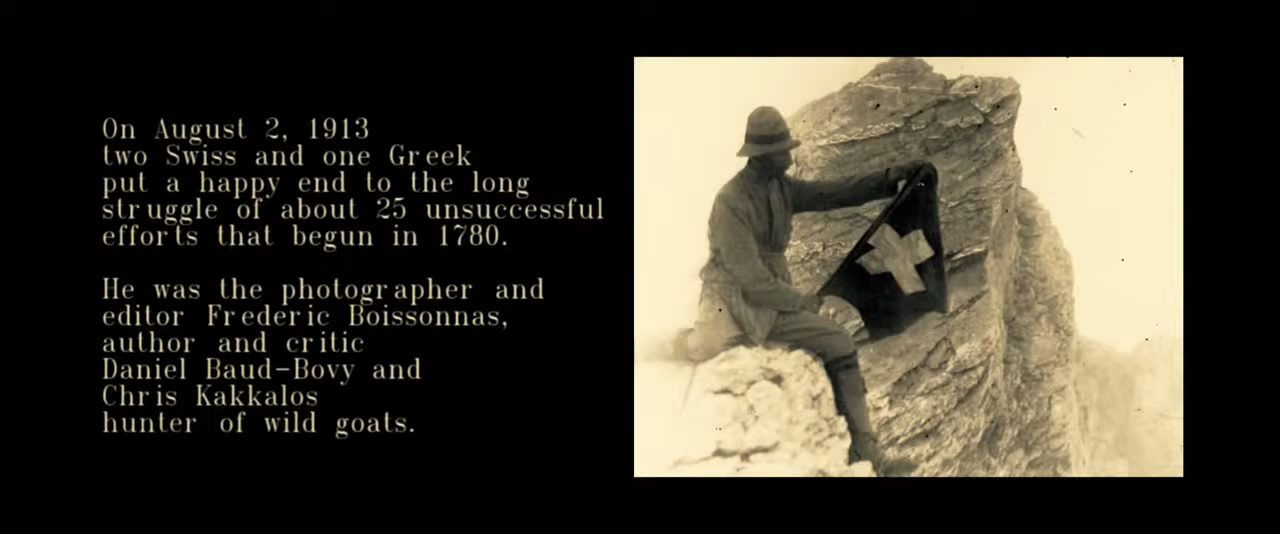 On August 2, 1913
two Swiss and one Greek
put a happy end to the long
struggle of about 25 unsuccessful
efforts that begun in 1780.
He was the photographer and
editor Frederic Boissonnas,
author and critic
Daniel Baud-Bovy and
Chris Kakkalos
hunter of wild goats.